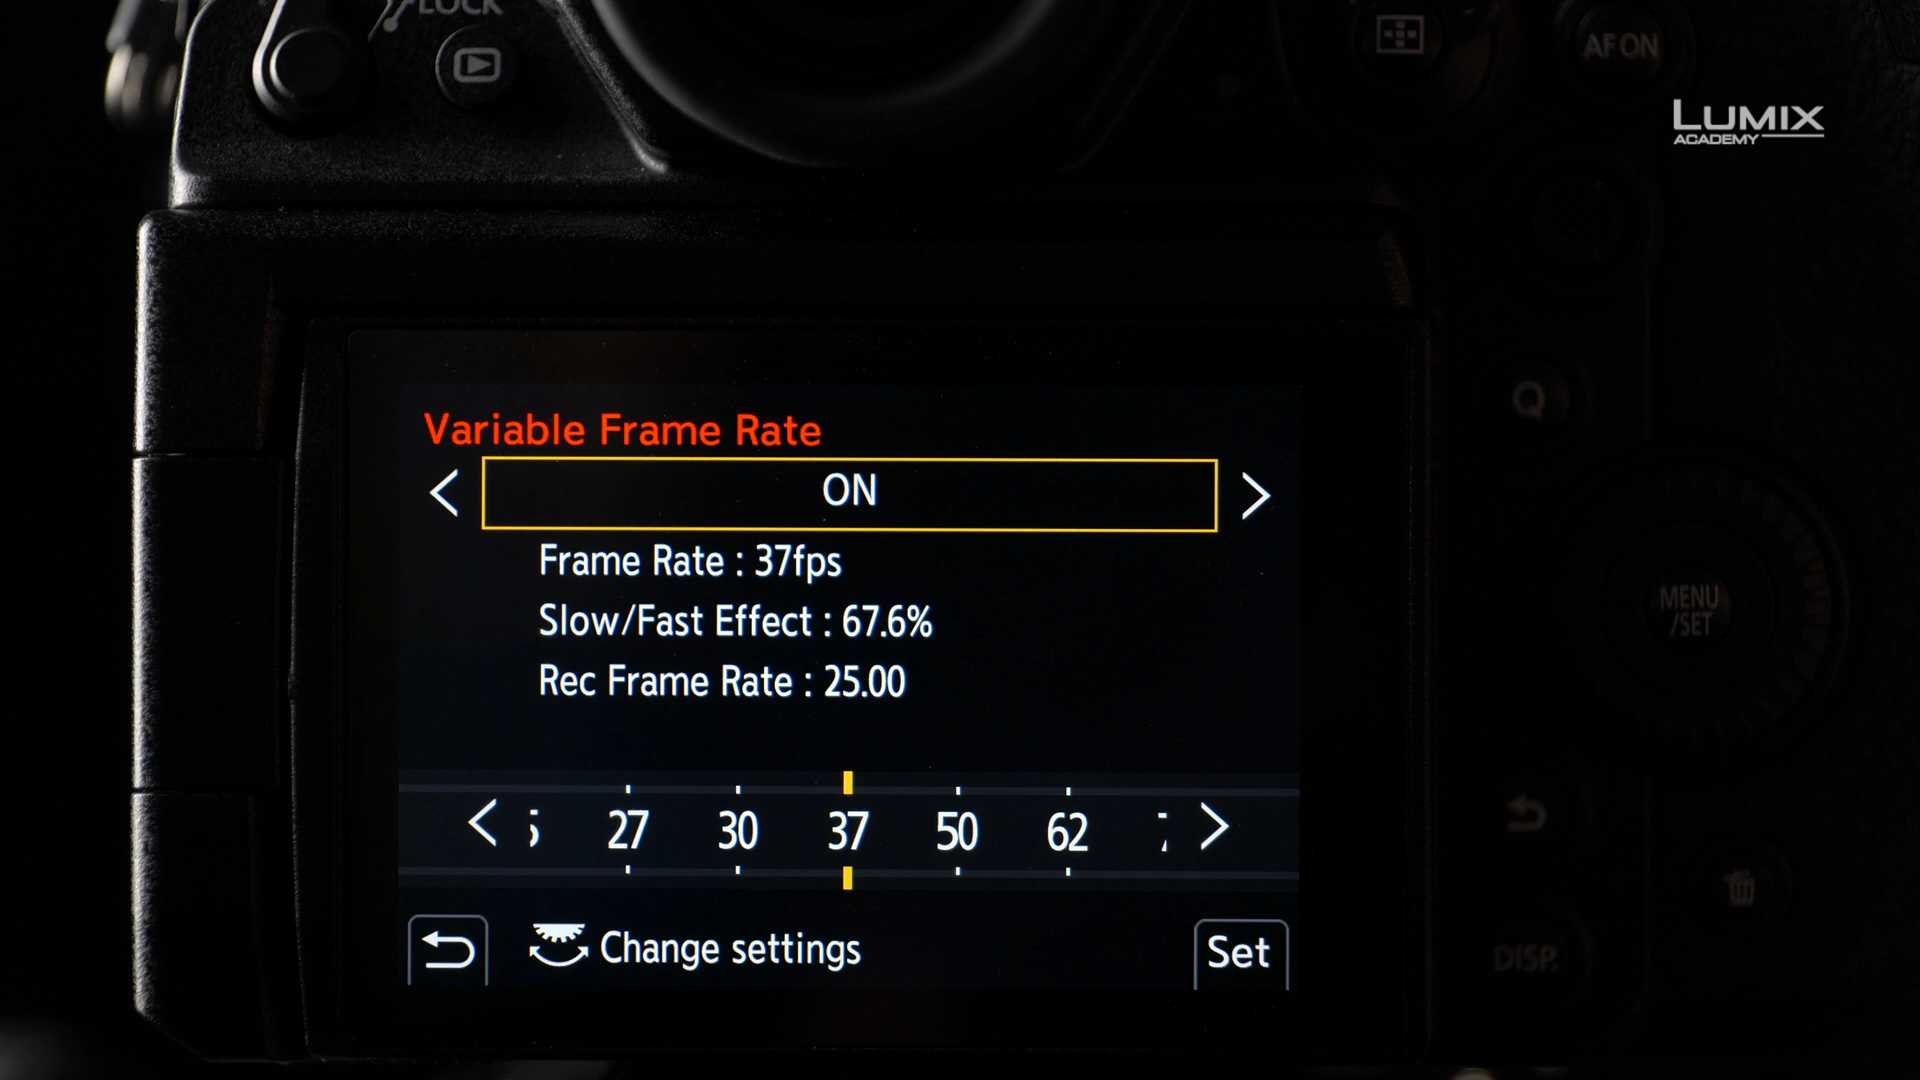 LOCK
AF ON
LUMIX
ACADEMY
Variable Frame Rate
ON
Frame Rate : 37fps
Slow/Fast Effect : 67.6%
Rec Frame Rate : 25.00
27 30 37 50 62
Change settings
Set
Q
MENU
/SET
DISP.